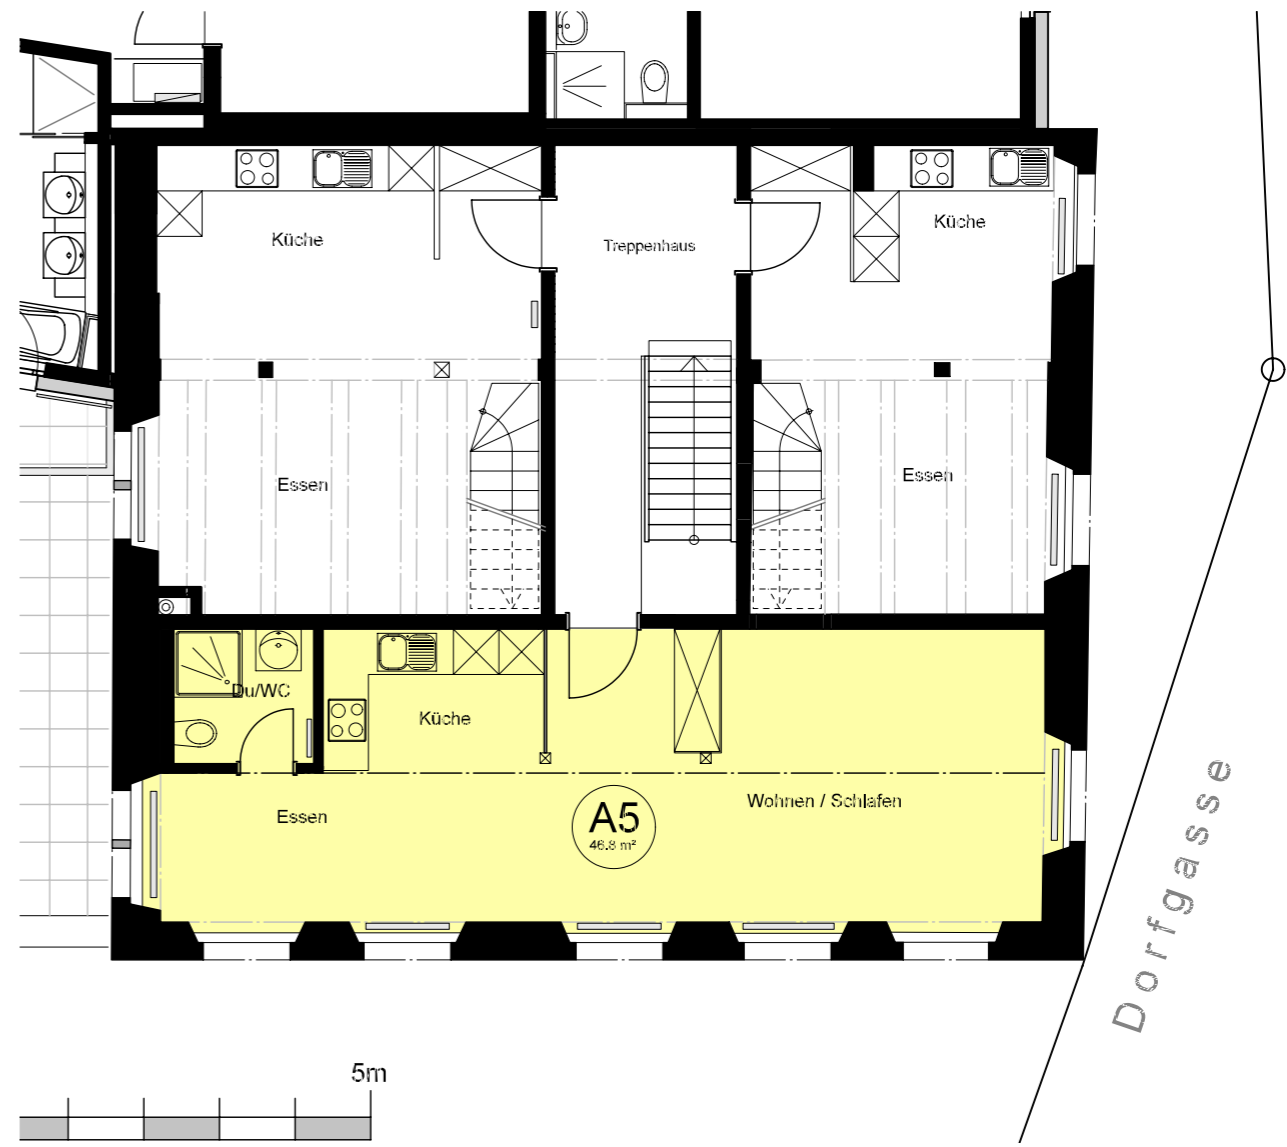 Küche
Treppenhaus
Küche
Essen
Essen
Du/WC
Küche
Essen
A5
46.8 m²
Wohnen / Schlafen
Dorfgasse
5m